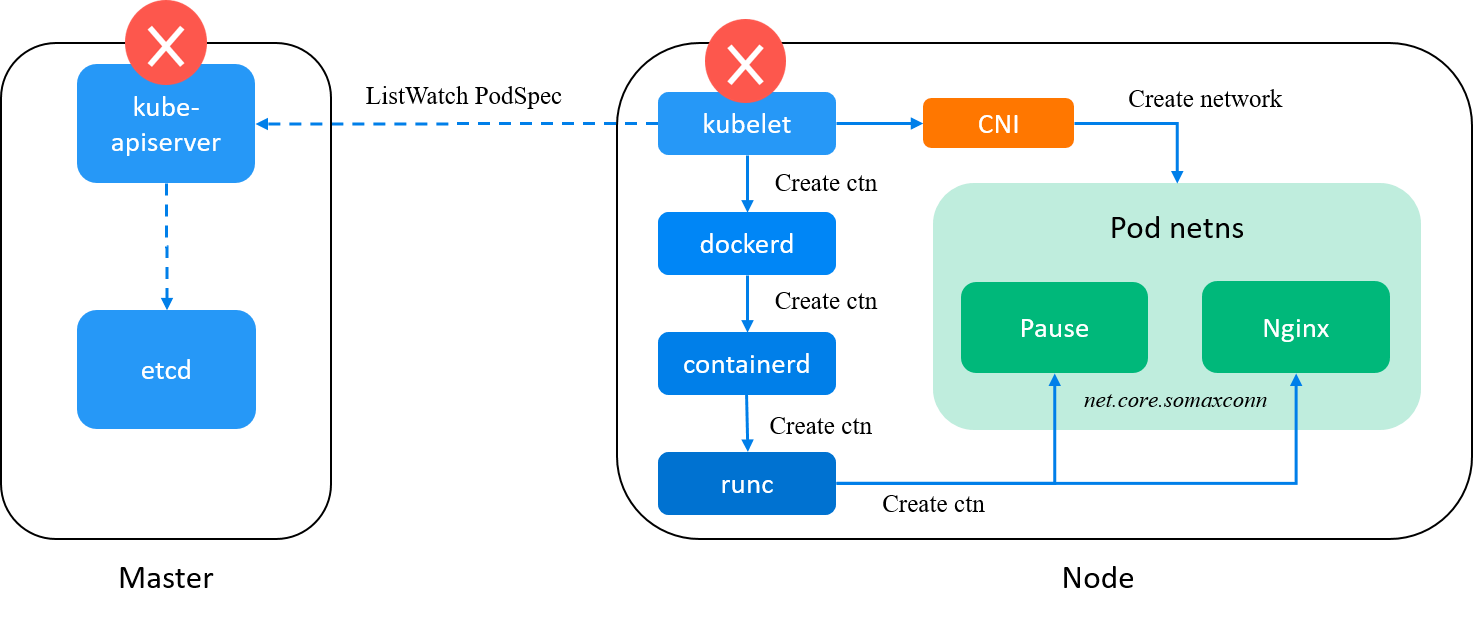 kube-
apiserver
ListWatch PodSpec
kubelet
CNI
Create network
Create ctn
dockerd
Pod netns
Create ctn
Pause
Nginx
etcd
containerd
net.core.somaxconn
Create ctn
runc
Create ctn
Master
Node